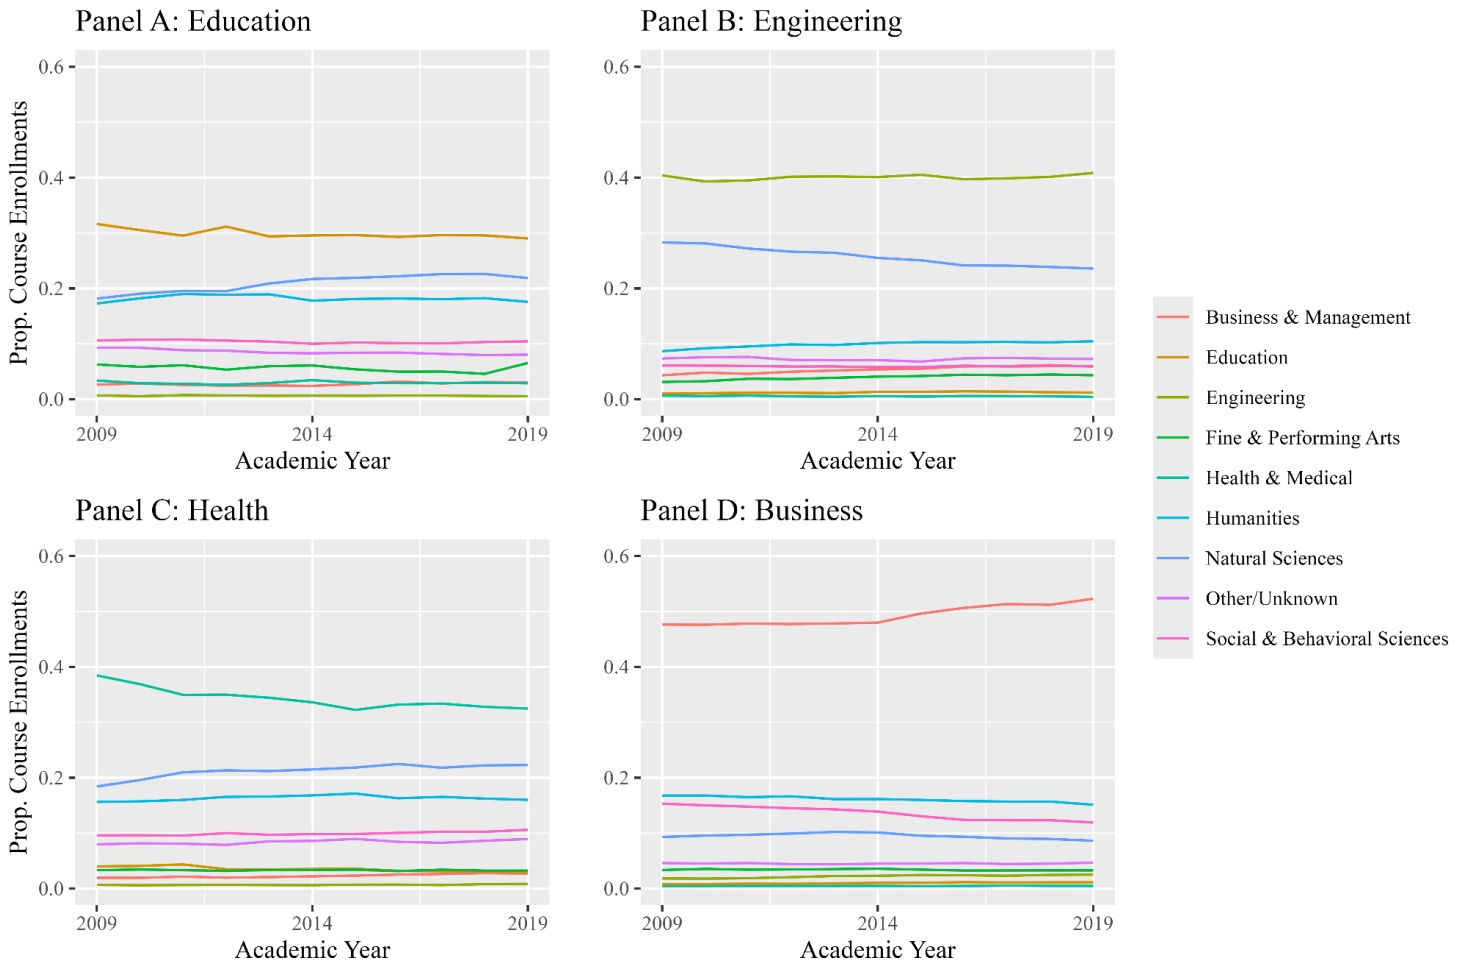 Panel A: Education
Prop. Course Enrollments
0.6
0.4
0.2
0.0
2009 2014 2019
Academic Year
Panel B: Engineering
0.6
0.4
0.2
0.0
2009 2014 2019
Academic Year
Panel C: Health
Prop. Course Enrollments
0.6
0.4
0.2
0.0
2009 2014 2019
Academic Year
Panel D: Business
0.6
0.4
0.2
0.0
2009 2014 2019
Academic Year
Business & Management
Education
Engineering
Fine & Performing Arts
Health & Medical
Humanities
Natural Sciences
Other/Unknown
Social & Behavioral Sciences